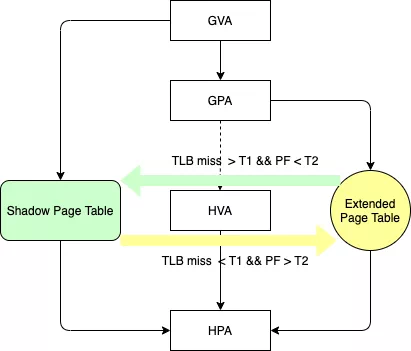 GVA
GPA
TLB miss  > T1 && PF < T2
Shadow Page Table
HVA
Extended
Page Table
TLB miss  < T1 && PF > T2
HPA